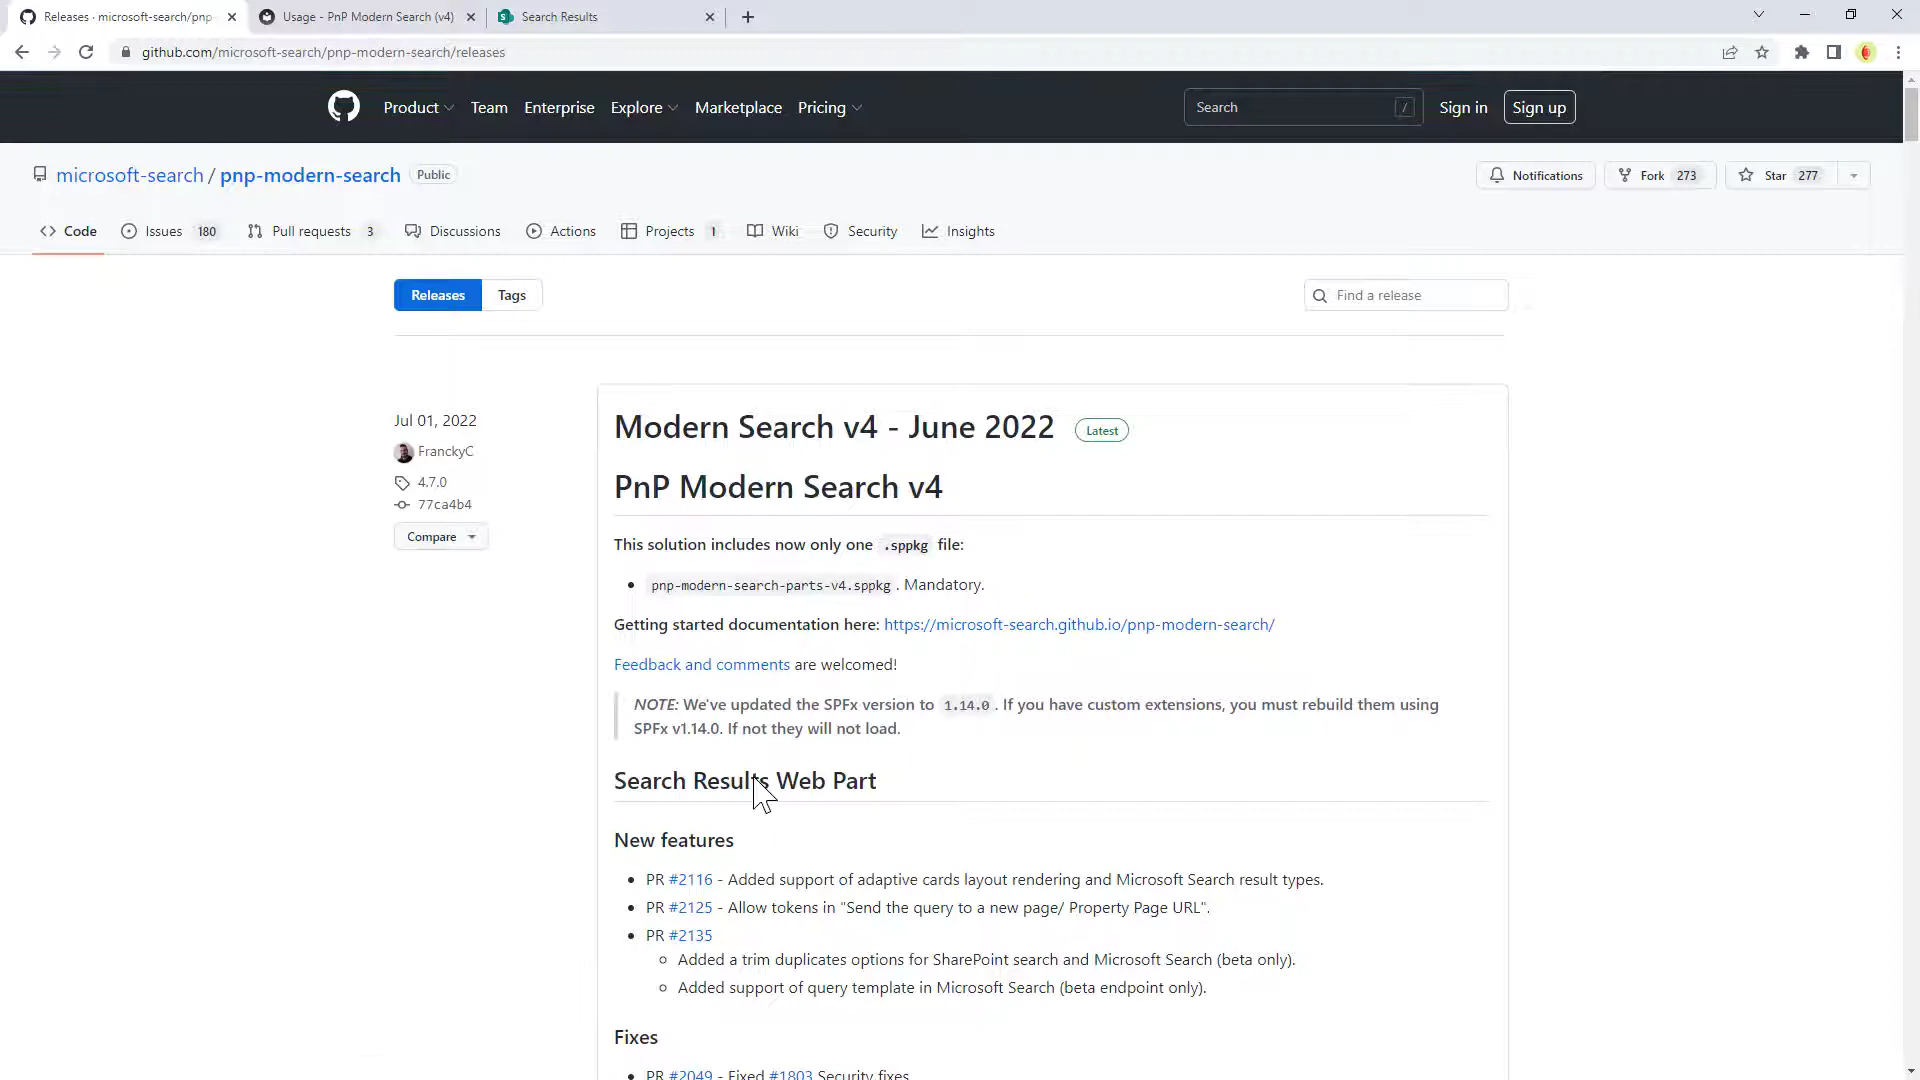 Releases · microsoft-search/pnp
Usage - PnP Modern Search (v4)
Search Results
github.com/microsoft-search/pnp-modern-search/releases
Product
Team
Enterprise
Explore
Marketplace
Pricing
Search
/
Sign in
Sign up
microsoft-search / pnp-modern-search
Public
Notifications
Fork 273
Star 277
Code
Issues 180
Pull requests 3
Discussions
Actions
Projects 1
Wiki
Security
Insights
Releases
Tags
Find a release
Jul 01, 2022
FranckyC
4.7.0
77ca4b4
Compare
Modern Search v4 - June 2022
Latest
PnP Modern Search v4
This solution includes now only one .sppkg file:
pnp-modern-search-parts-v4.sppkg . Mandatory.
Getting started documentation here: https://microsoft-search.github.io/pnp-modern-search/
Feedback and comments are welcomed!
NOTE: We've updated the SPFx version to 1.14.0 . If you have custom extensions, you must rebuild them using
SPFx v1.14.0. If not they will not load.
Search Results Web Part
New features
PR #2116 - Added support of adaptive cards layout rendering and Microsoft Search result types.
PR #2125 - Allow tokens in "Send the query to a new page/ Property Page URL".
PR #2135
Added a trim duplicates options for SharePoint search and Microsoft Search (beta only).
Added support of query template in Microsoft Search (beta endpoint only).
Fixes
PR #2049 - Fixed #1803 Security fixes